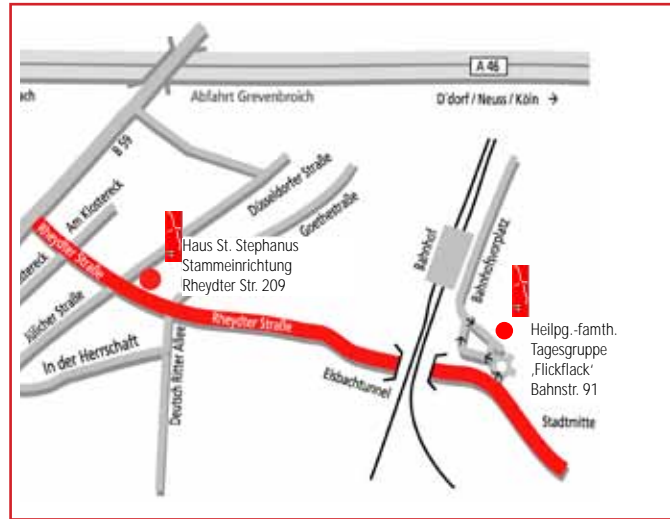 A 46
ach
Abfahrt Grevenbroich
D'dorf / Neuss / Köln →
B 59
Am Klostereck
Düsseldorfer Straße
Goethestraße
Bahnhof
Bahnhofsvorplatz
Rheydter Straße
Haus St. Stephanus
Stammeinrichtung
Rheydter Str. 209
ostereck
Jülicher Straße
Rheydter Straße
In der Herrschaft
Deutsch Ritter Allee
Elsbachtunnel
Heilpg.-famth.
Tagesgruppe
‚Flickflack‘
Bahnstr. 91
Stadtmitte